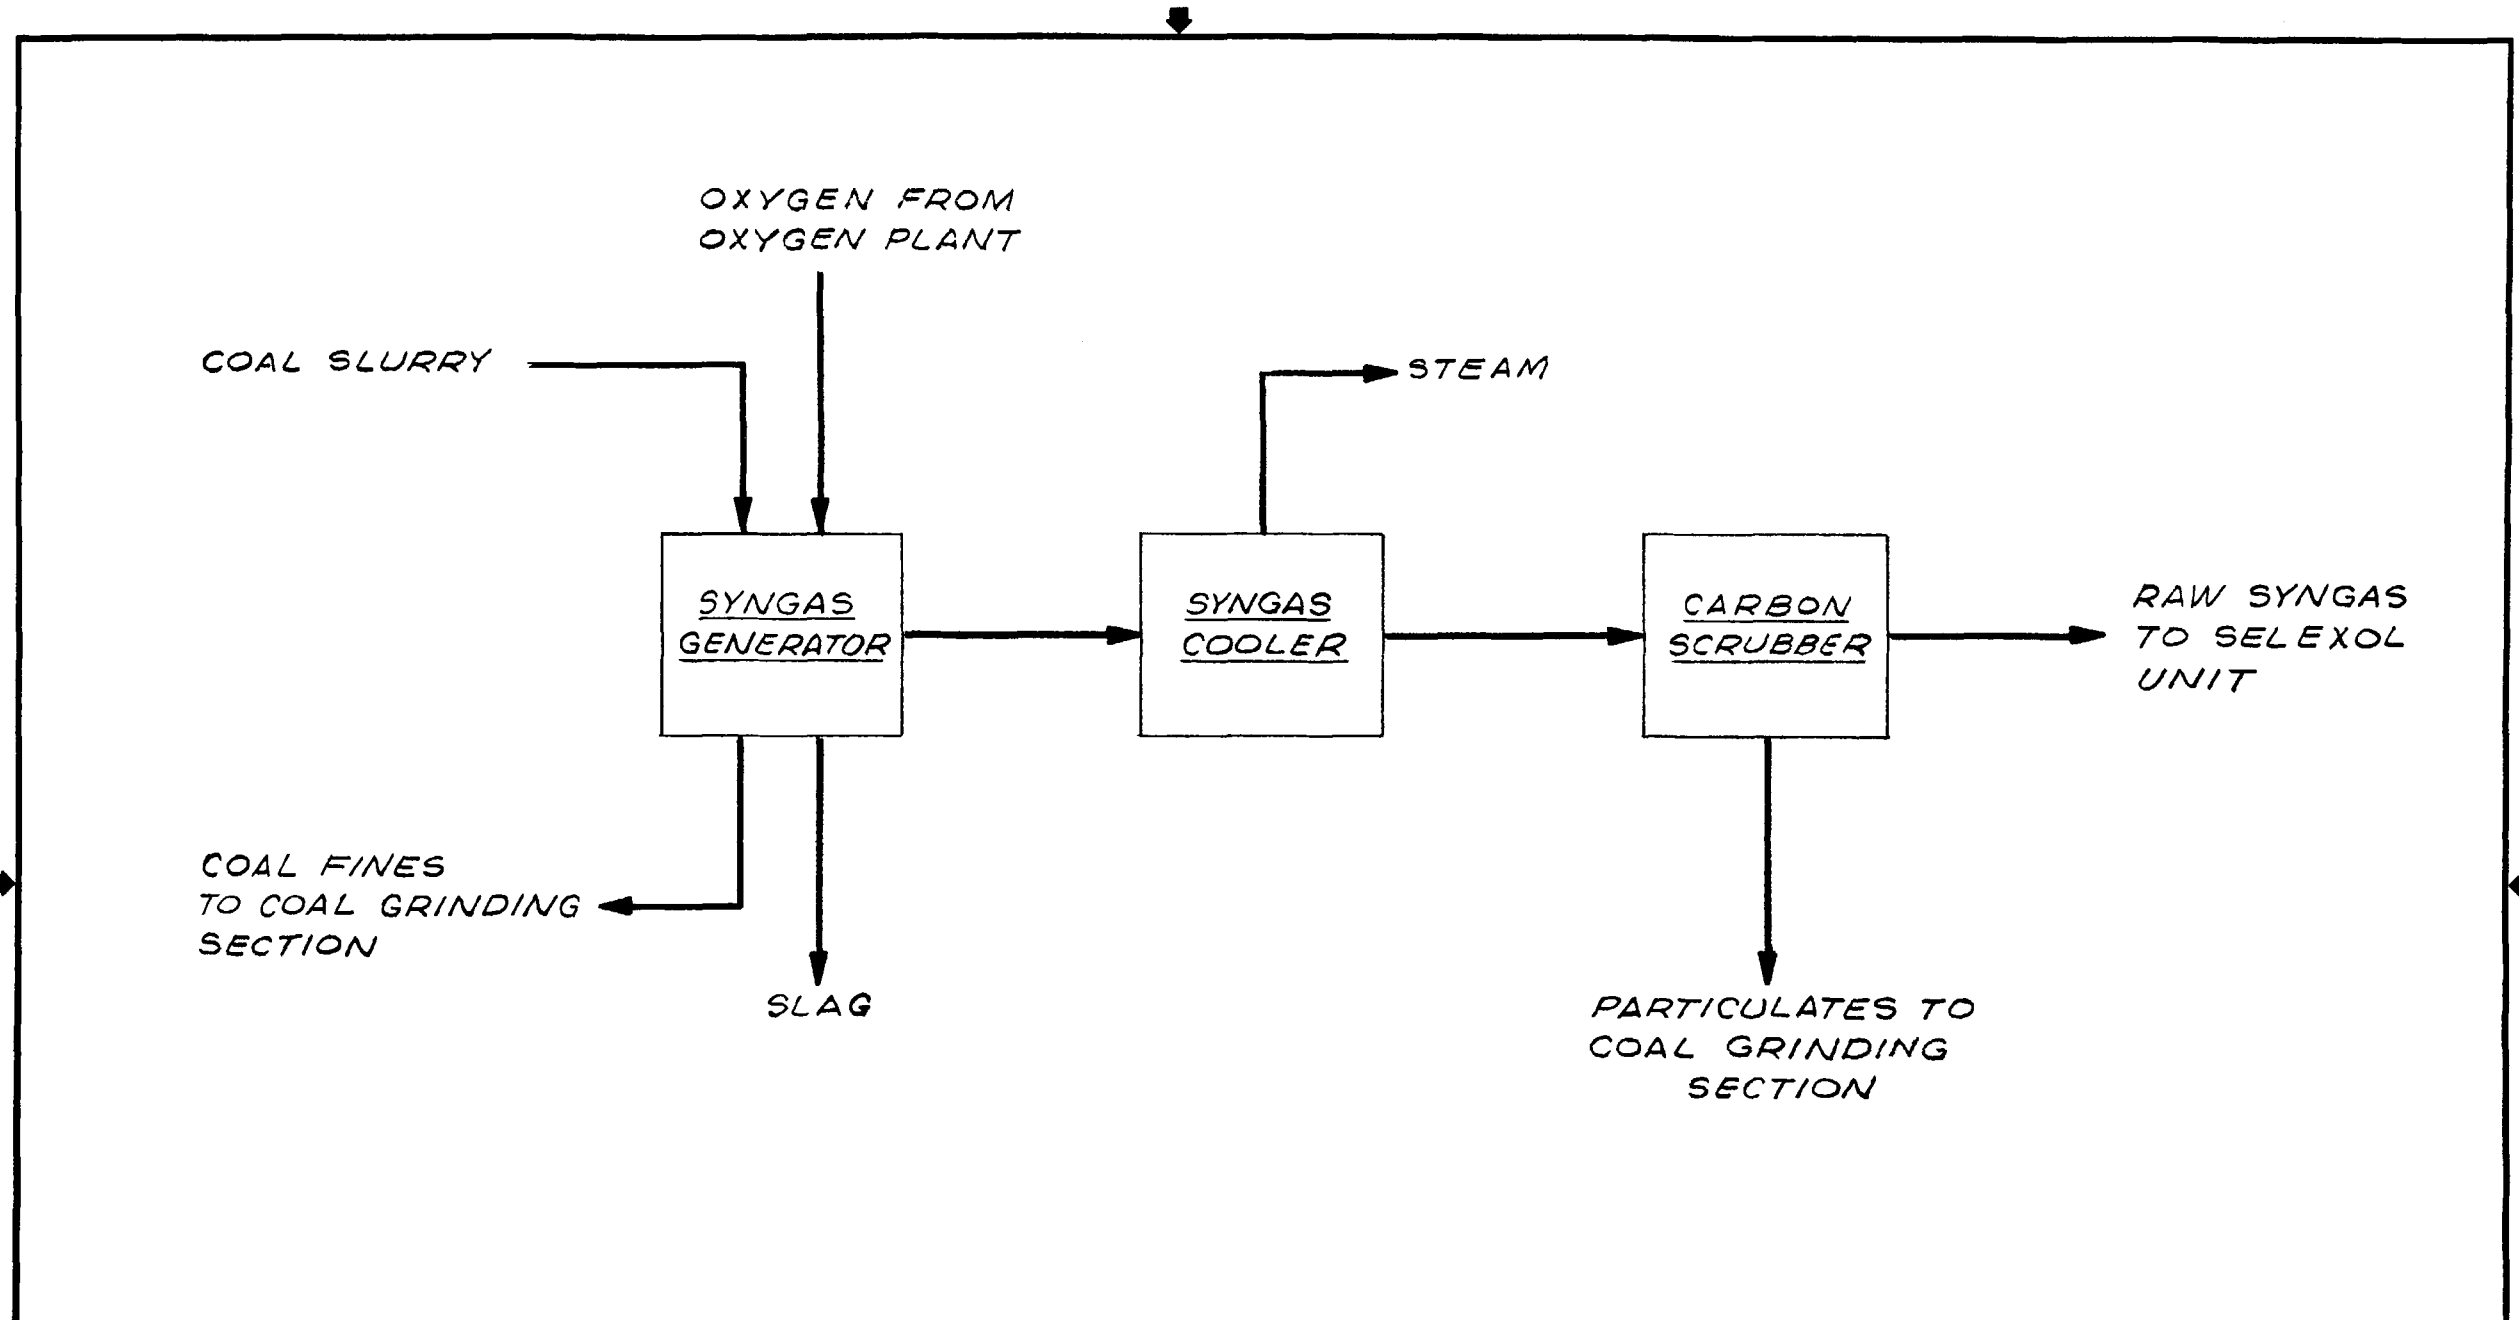 OXYGEN FROM
OXYGEN PLANT
COAL SLURRY
STEAM
SYNGAS
GENERATOR
SYNGAS
COOLER
CARBON
SCRUBBER
RAW SYNGAS
TO SELEXOL
UNIT
COAL FINES
TO COAL GRINDING
SECTION
SLAG
PARTICULATES TO
COAL GRINDING
SECTION